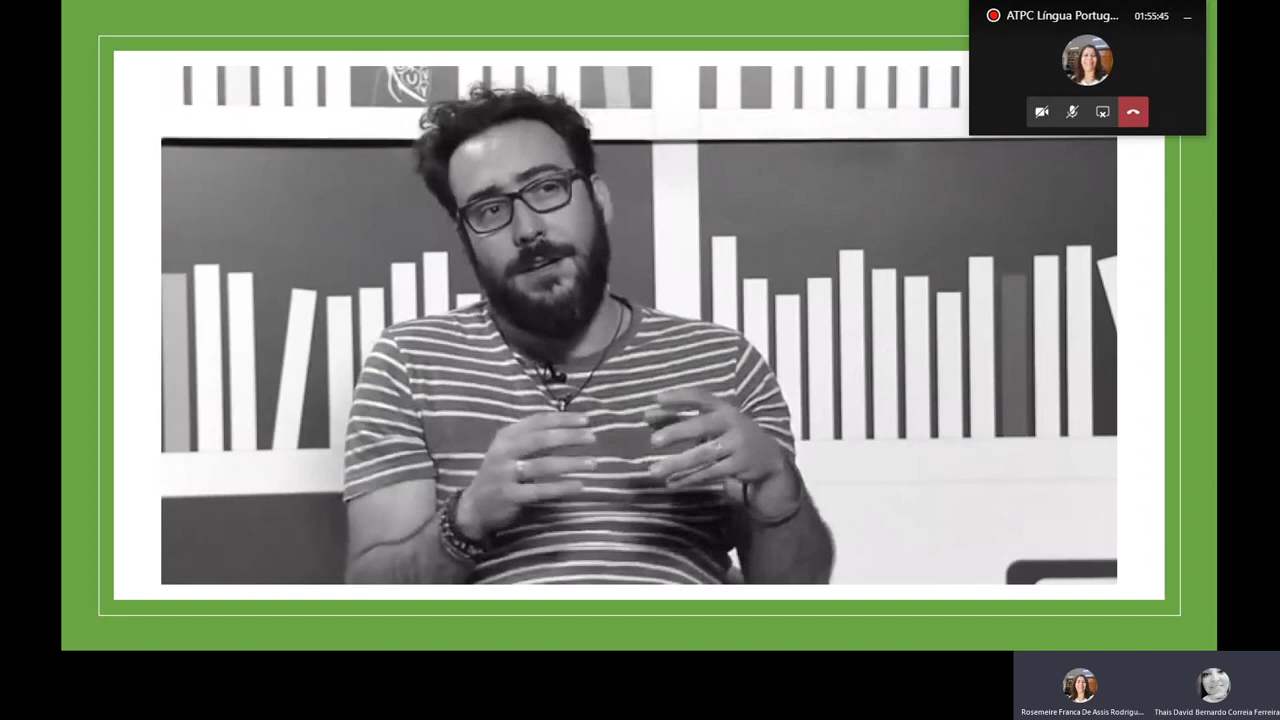 ATPC Língua Portug...
01:55:45
Rosemeire Franca De Assis Rodrigu...
Thais David Bernardo Correia Ferreira